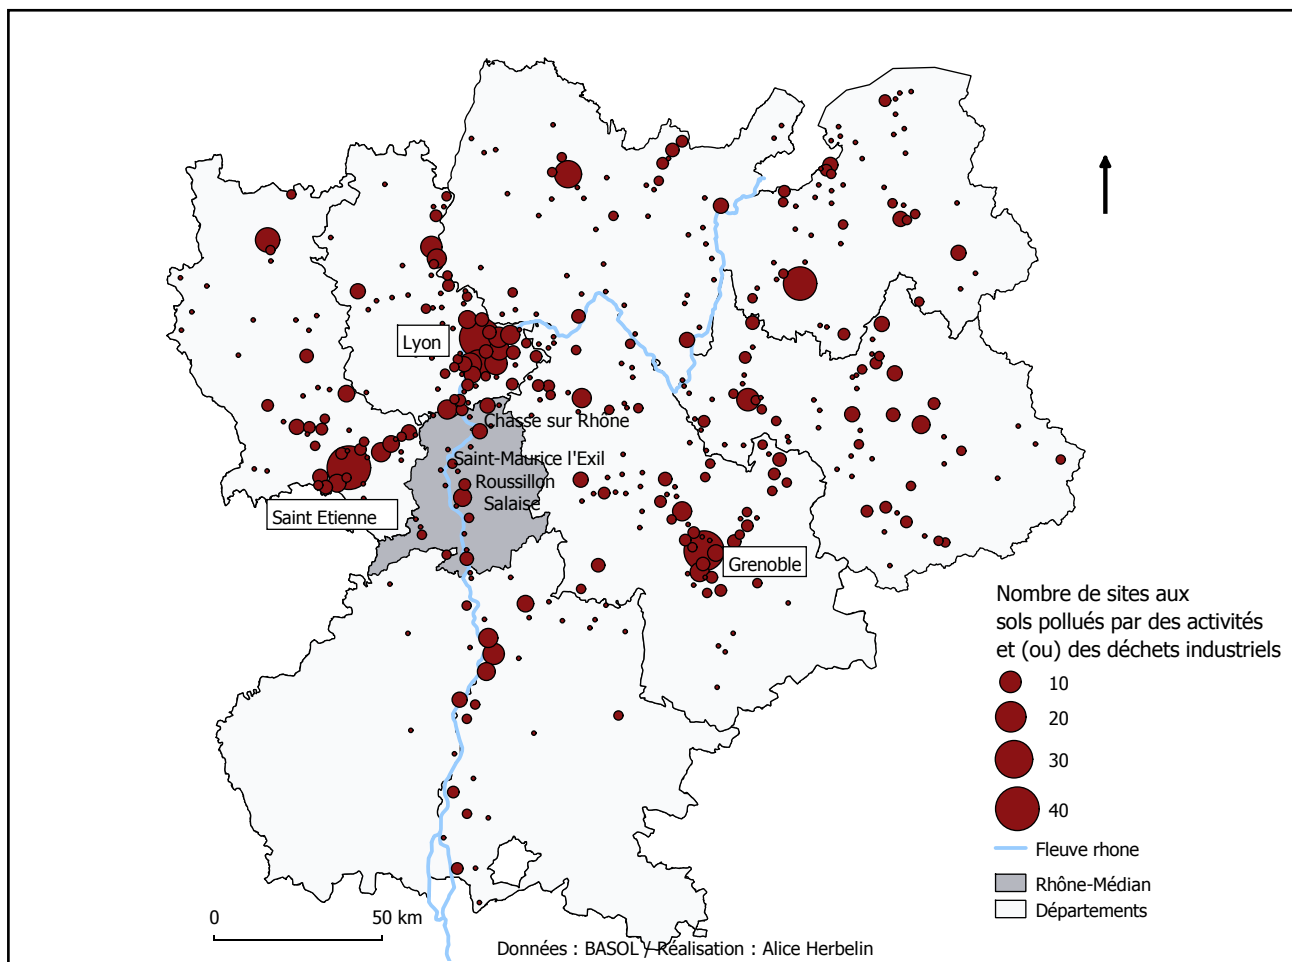 Lyon
Chasse sur Rhône
Saint-Maurice l'Exil
Roussillon
Salaise
Saint Etienne
Grenoble
Nombre de sites aux
sols pollués par des activités
et (ou) des déchets industriels
10
20
30
40
Fleuve rhone
Rhône-Médian
Départements
0 50 km
Données : BASOL / Réalisation : Alice Herbelin